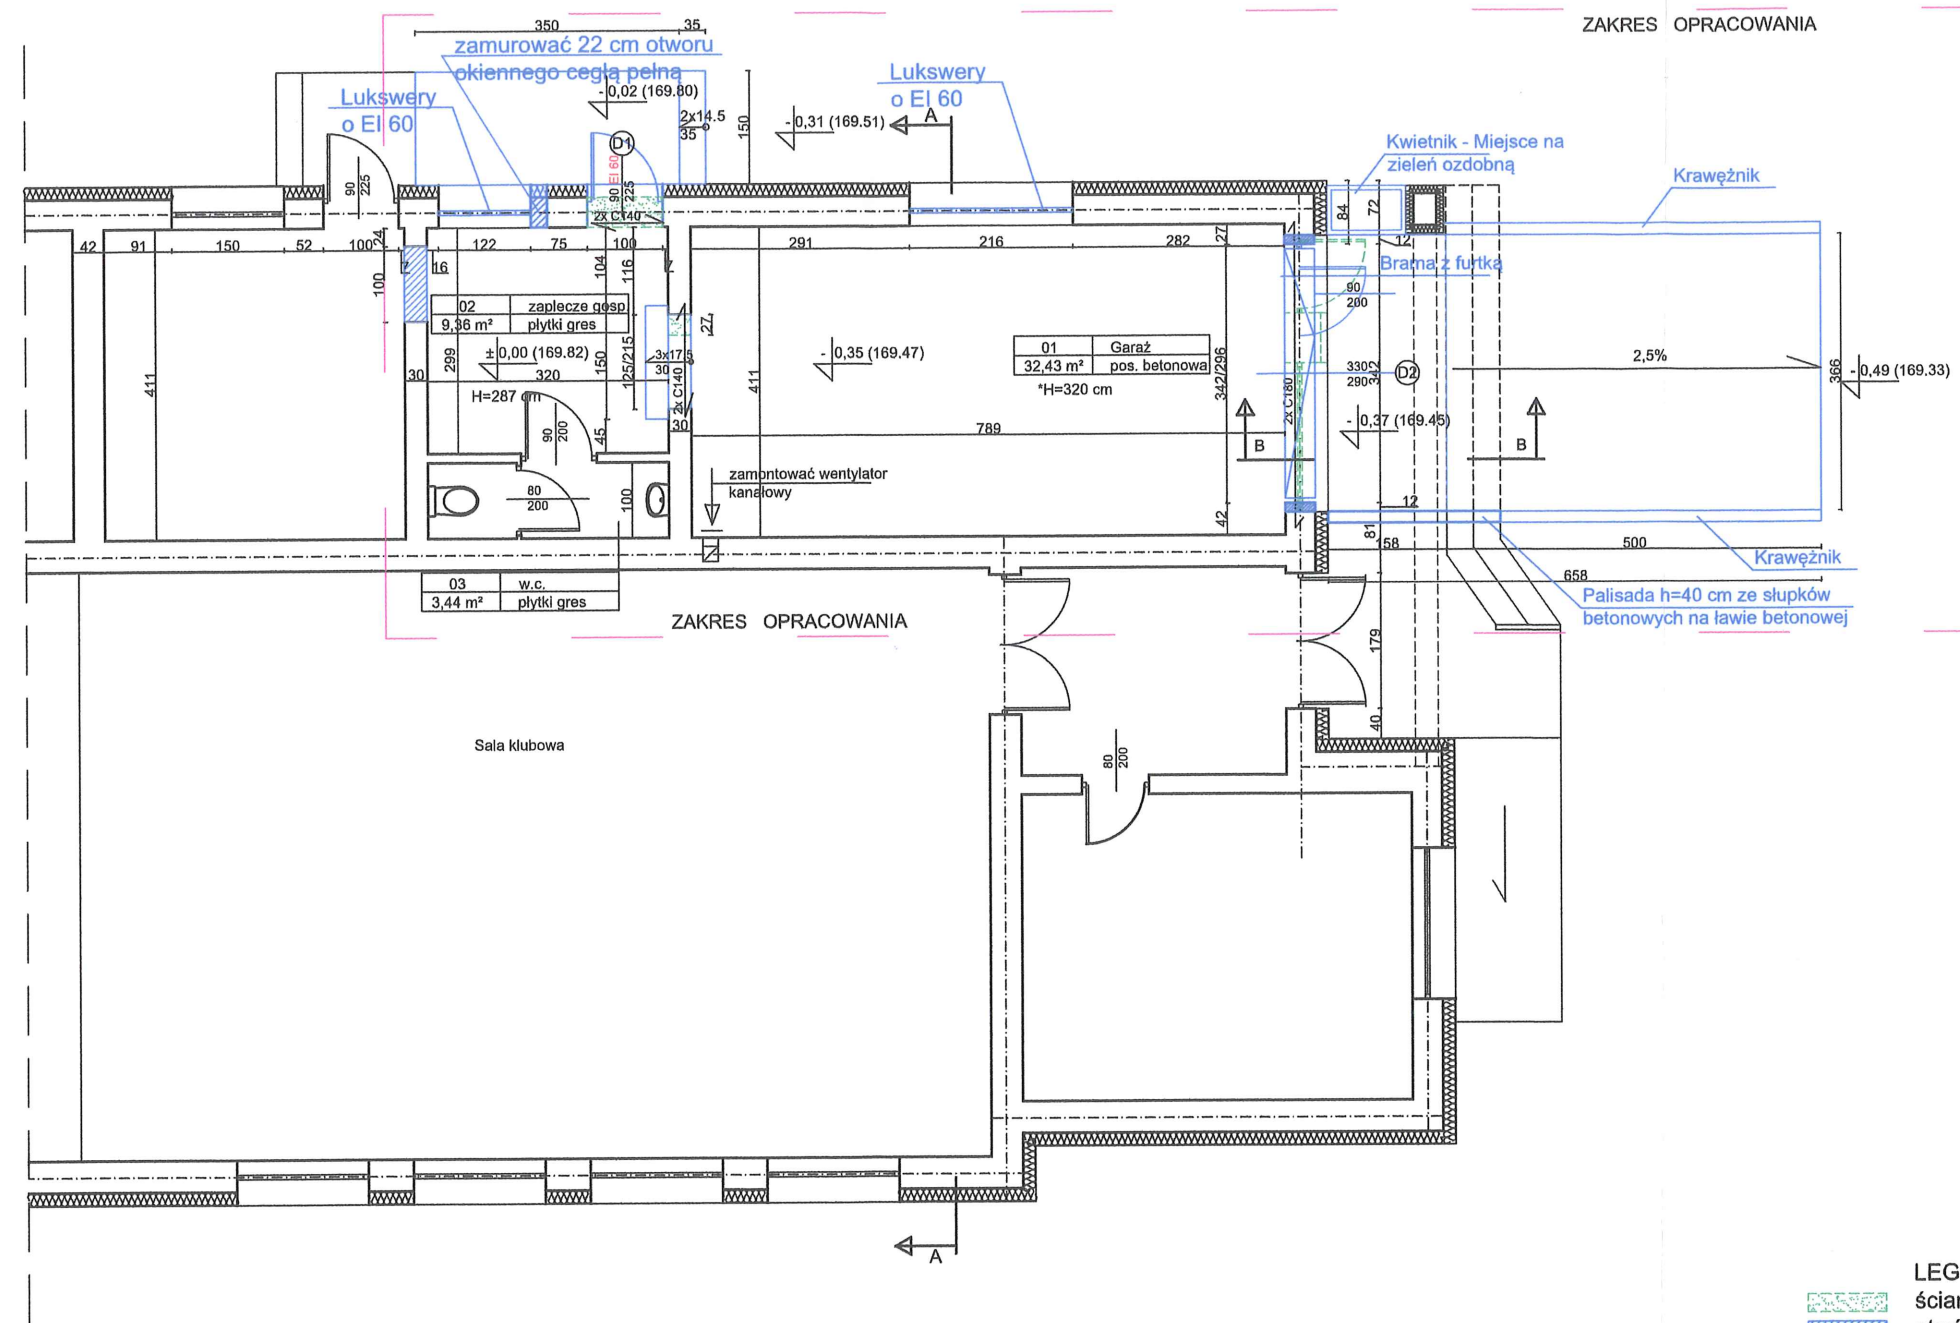 ZAKRES OPRACOWANIA
350
35
zamurować 22 cm otworu
okiennego cegłą pełną
Lukswery
o EI 60
- 0,02 (169.80)
2x14.5
35
150
- 0,31 (169.51)
Lukswery
o EI 60
A
Kwietnik - Miejsce na
zieleń ozdobną
Krawężnik
D1
EI 60
90
225
90
225
2x C140
84
72
42
91
150
52
100
24
122
75
100
291
216
282
27
12
7
16
100
104
116
7
Brama z furtką
90
200
02
zaplecze gosp.
9,36 m²
płytki gres
27
± 0,00 (169.82)
- 0,35 (169.47)
01
Garaż
32,43 m²
pos. betonowa
*H=320 cm
2,5%
- 0,49 (169.33)
366
411
299
30
320
H=287 cm
150
125/215
3x17.5
30
2x C140
411
342/296
2x C180
330
290
342
D2
- 0,37 (169.45)
90
200
45
30
789
B
B
zamontować wentylator
kanałowy
80
200
100
42
12
81
158
500
Krawężnik
658
Palisada h=40 cm ze słupków
betonowych na ławie betonowej
03
w.c.
3,44 m²
płytki gres
ZAKRES OPRACOWANIA
179
40
Sala klubowa
80
200
A
LEG
ścian